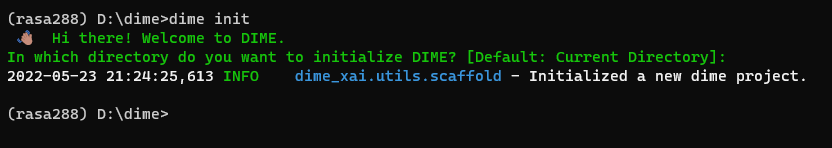 (rasa288) D:\dime>dime init
👋🏽 Hi there! Welcome to DIME.
In which directory do you want to initialize DIME? [Default: Current Directory]:
2022-05-23 21:24:25,613 INFO    dime_xai.utils.scaffold - Initialized a new dime project.
(rasa288) D:\dime>